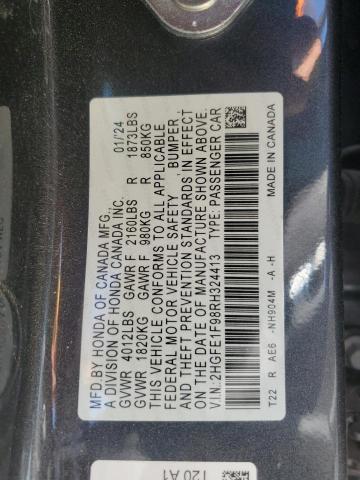 MFD.BY HONDA OF CANADA MFG.,
A DIVISION OF HONDA CANADA INC. 01/'24
GVWR 4012LBS GAWR F 2160LBS R 1873LBS
GVWR 1820KG GAWR F 980KG R 850KG
THIS VEHICLE CONFORMS TO ALL APPLICABLE
FEDERAL MOTOR VEHICLE SAFETY, BUMPER,
AND THEFT PREVENTION STANDARDS IN EFFECT
ON THE DATE OF MANUFACTURE SHOWN ABOVE.
V.I.N:2HGFE1F98RH324413 TYPE: PASSENGER CAR
T22 R AE6 -NH904M -A -H MADE IN CANADA
T20 A1